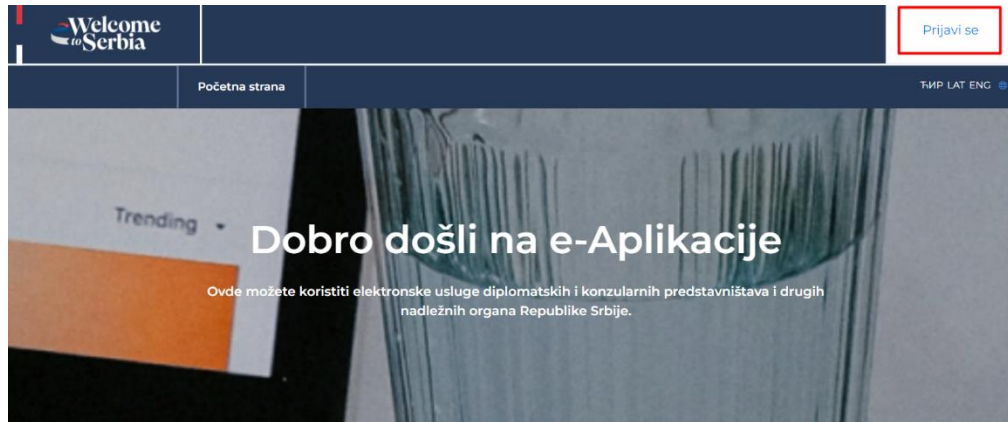 Welcome
to Serbia
Prijavi se
Početna strana
ЋИР LAT ENG
Trending
Dobro došli na e-Aplikacije
Ovde možete koristiti elektronske usluge diplomatskih i konzularnih predstavništava i drugih
nadležnih organa Republike Srbije.